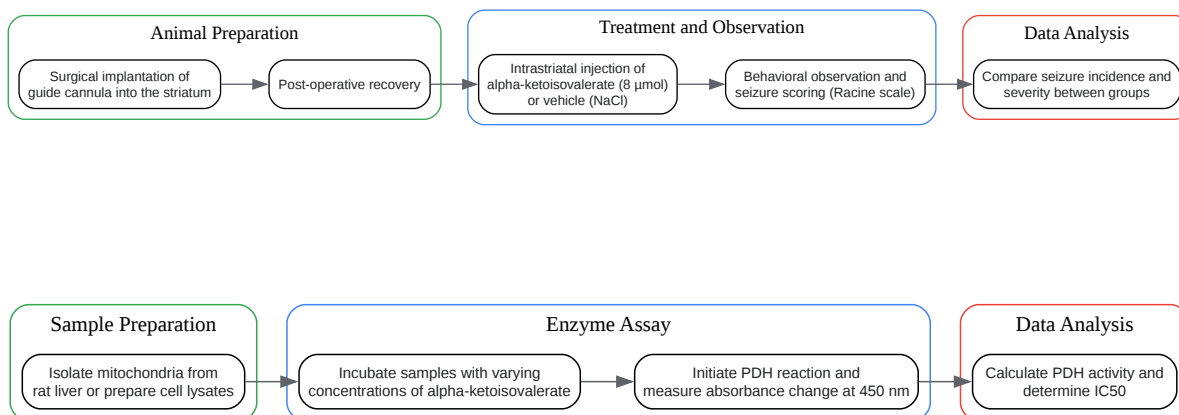 Animal Preparation
Surgical implantation of
guide cannula into the striatum
Post-operative recovery
Treatment and Observation
Intrastriatal injection of
alpha-ketoisovalerate (8 µmol)
or vehicle (NaCl)
Behavioral observation and
seizure scoring (Racine scale)
Data Analysis
Compare seizure incidence and
severity between groups
Sample Preparation
Isolate mitochondria from
rat liver or prepare cell lysates
Enzyme Assay
Incubate samples with varying
concentrations of alpha-ketoisovalerate
Initiate PDH reaction and
measure absorbance change at 450 nm
Data Analysis
Calculate PDH activity and
determine IC50